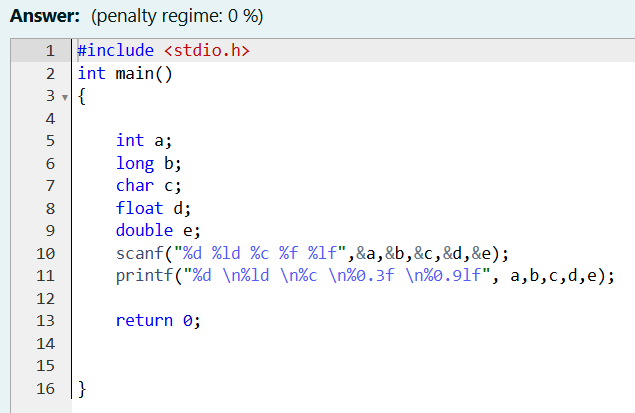 Answer: (penalty regime: 0 %)
1 #include <stdio.h>
2 int main()
3 {
4
5 int a;
6 long b;
7 char c;
8 float d;
9 double e;
10 scanf("%d %ld %c %f %lf",&a,&b,&c,&d,&e);
11 printf("%d \n%ld \n%c \n%0.3f \n%0.9lf", a,b,c,d,e);
12
13 return 0;
14
15
16 }